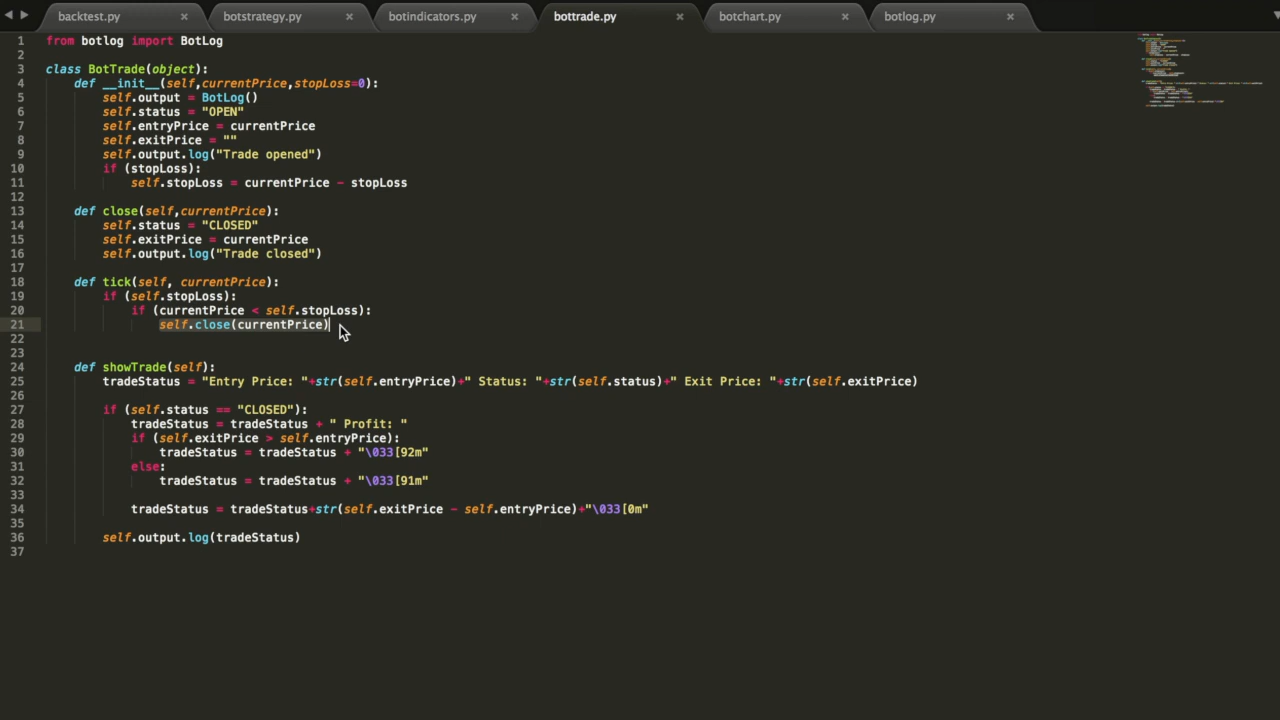 backtest.py botstrategy.py botindicators.py bottrade.py botchart.py botlog.py
1 from botlog import BotLog
2
3 class BotTrade(object):
4 def __init__(self,currentPrice,stopLoss=0):
5 self.output = BotLog()
6 self.status = "OPEN"
7 self.entryPrice = currentPrice
8 self.exitPrice = ""
9 self.output.log("Trade opened")
10 if (stopLoss):
11 self.stopLoss = currentPrice - stopLoss
12
13 def close(self,currentPrice):
14 self.status = "CLOSED"
15 self.exitPrice = currentPrice
16 self.output.log("Trade closed")
17
18 def tick(self, currentPrice):
19 if (self.stopLoss):
20 if (currentPrice < self.stopLoss):
21 self.close(currentPrice)
22
23
24 def showTrade(self):
25 tradeStatus = "Entry Price: "+str(self.entryPrice)+" Status: "+str(self.status)+" Exit Price: "+str(self.exitPrice)
26
27 if (self.status == "CLOSED"):
28 tradeStatus = tradeStatus + " Profit: "
29 if (self.exitPrice > self.entryPrice):
30 tradeStatus = tradeStatus + "\033[92m"
31 else:
32 tradeStatus = tradeStatus + "\033[91m"
33
34 tradeStatus = tradeStatus+str(self.exitPrice - self.entryPrice)+"\033[0m"
35
36 self.output.log(tradeStatus)
37